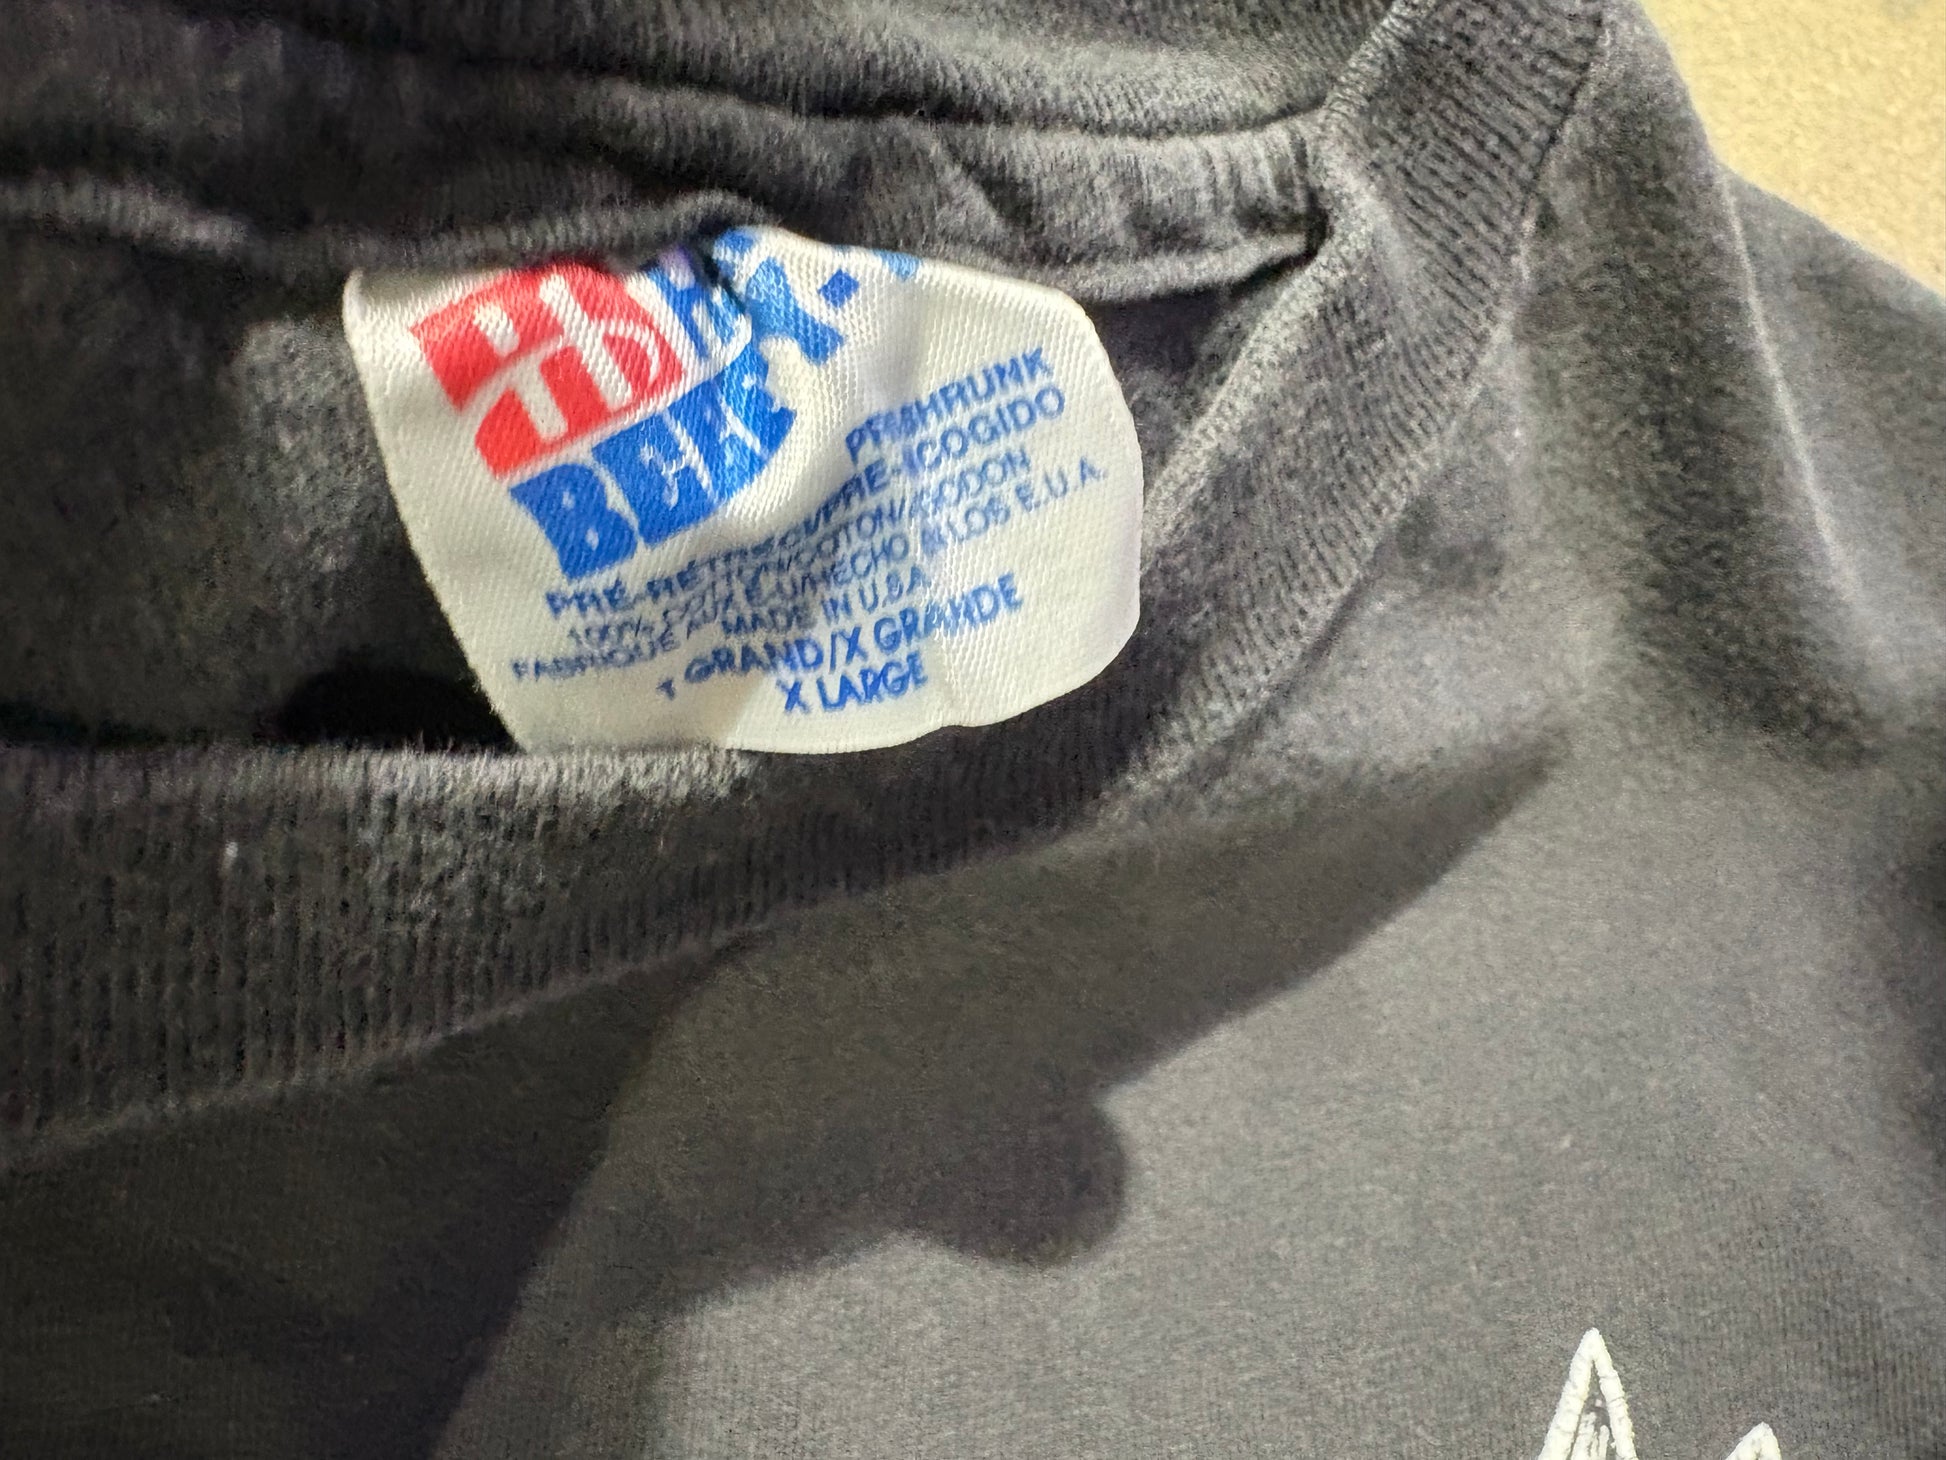 HANES
BEEFY-T
PRESHRUNK
PRÉ-RÉTRÉCI/PRE-ENCOGIDO
100% COTTON/COTON/ALGODON
FABRIQUÉ AUX E.U./HECHO EN LOS E.U.A.
MADE IN U.S.A.
T GRAND/X GRANDE
X LARGE